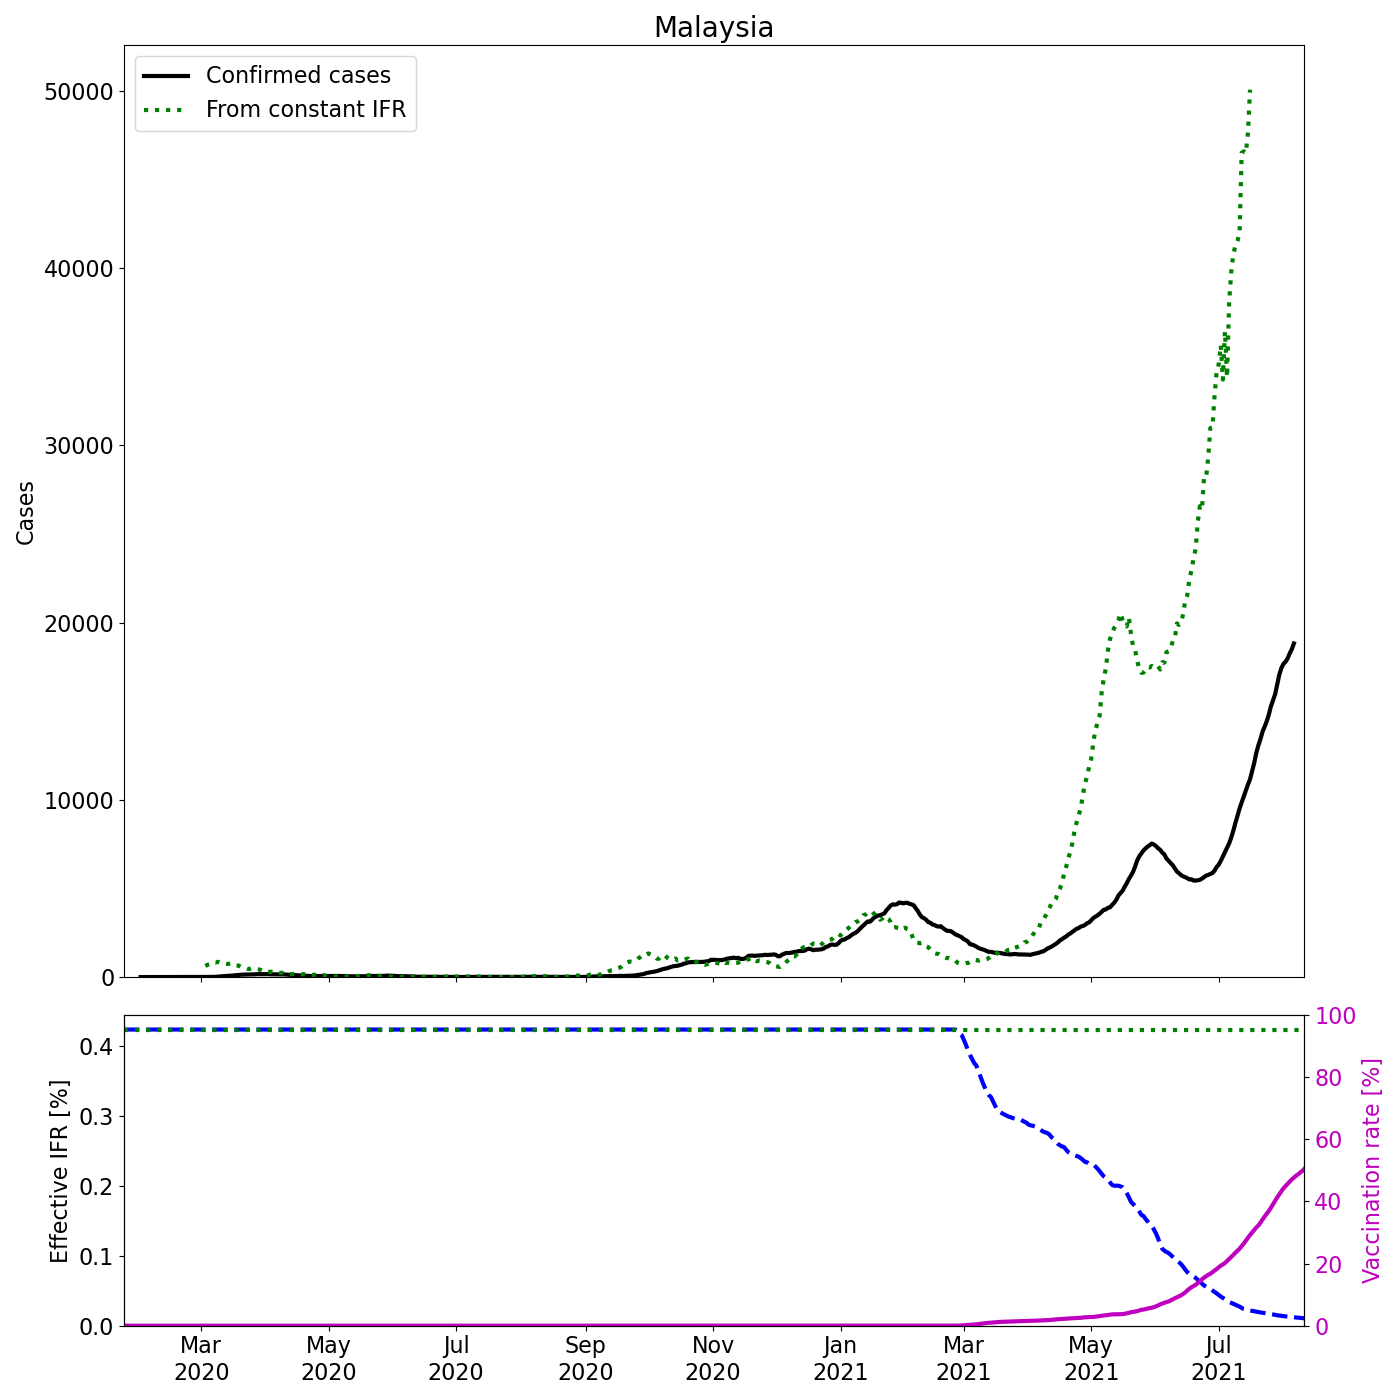 Malaysia
Confirmed cases
From constant IFR
50000
40000
30000
20000
10000
0
Cases
0.4
0.3
0.2
0.1
0.0
Effective IFR [%]
100
80
60
40
20
0
Vaccination rate [%]
Mar
2020
May
2020
Jul
2020
Sep
2020
Nov
2020
Jan
2021
Mar
2021
May
2021
Jul
2021